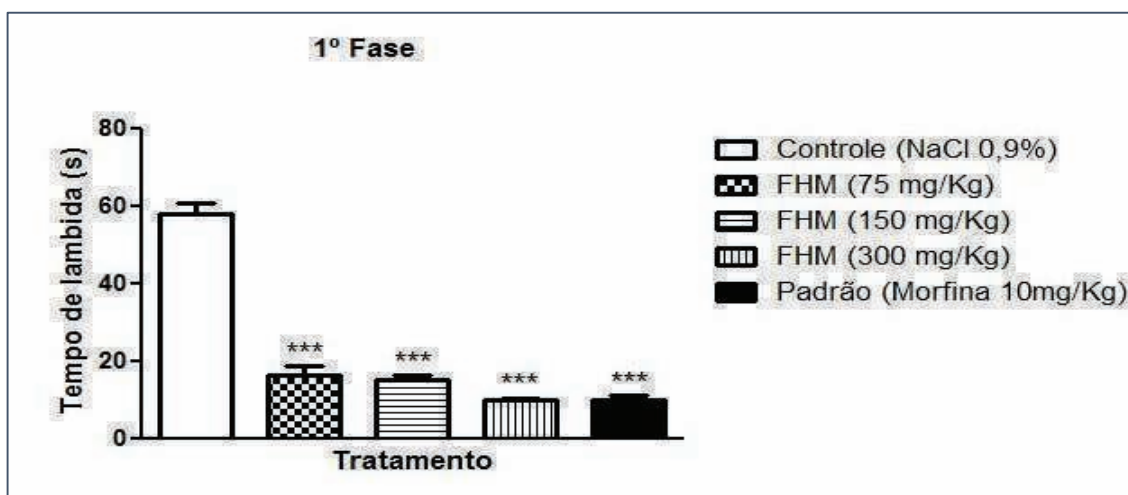 1º Fase
Tempo de lambida (s)
80
60
40
20
0
***
***
***
***
Tratamento
Controle (NaCl 0,9%)
FHM (75 mg/Kg)
FHM (150 mg/Kg)
FHM (300 mg/Kg)
Padrão (Morfina 10mg/Kg)